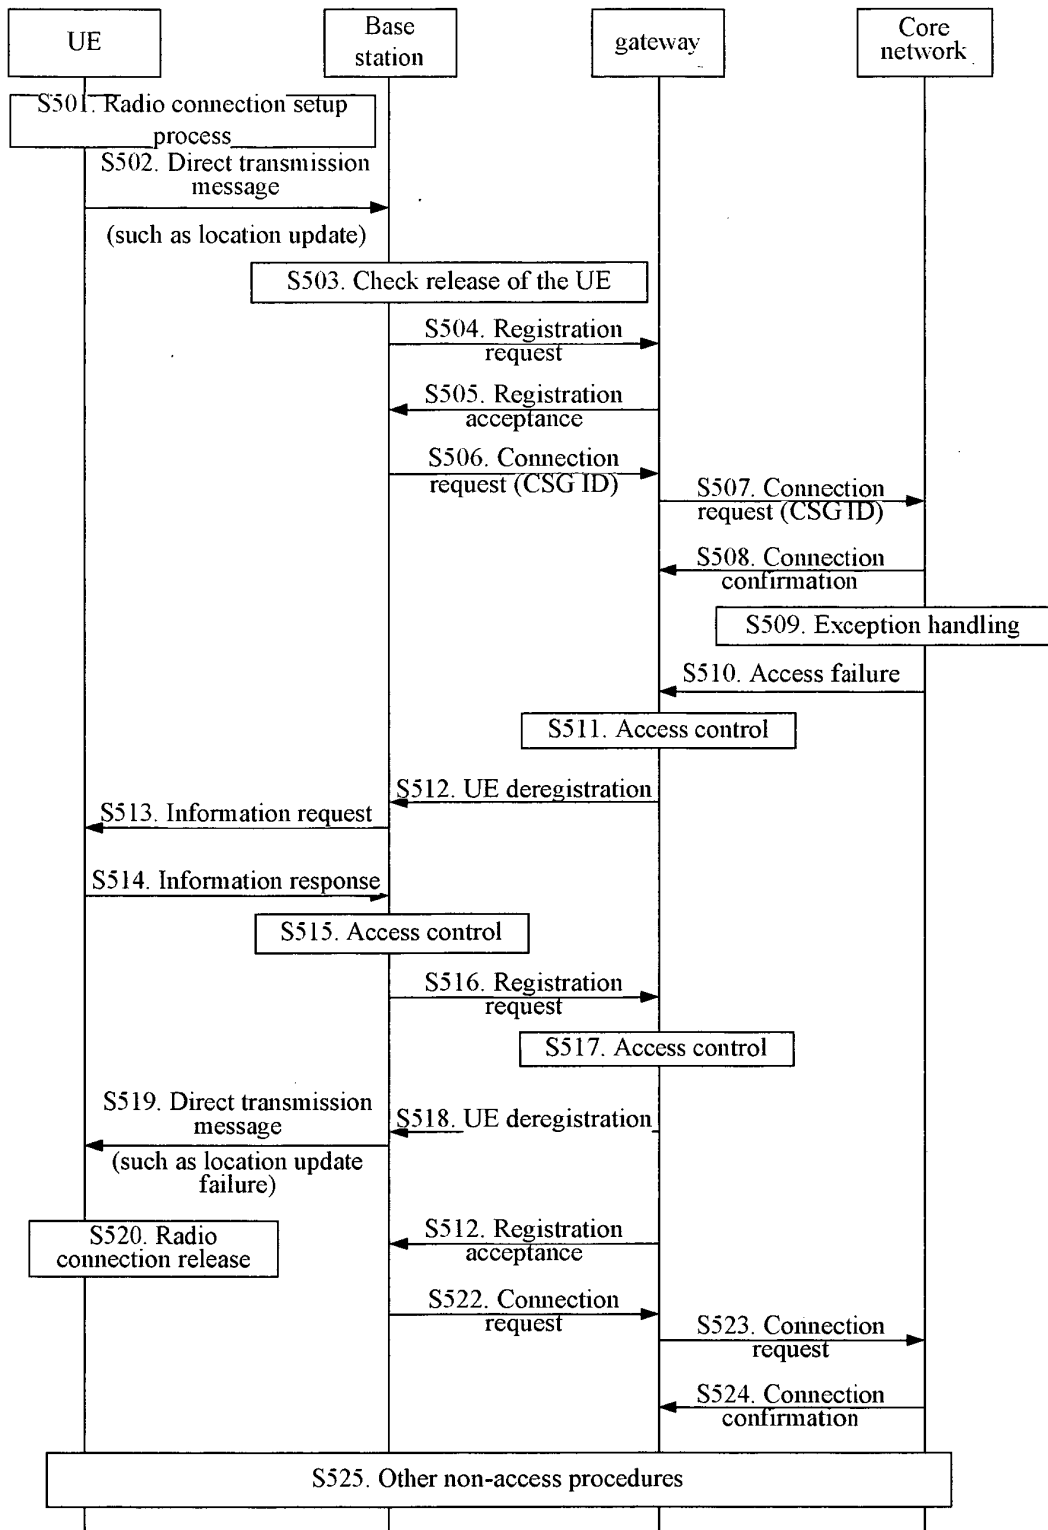 UE
Base
station
gateway
Core
network
S501. Radio connection setup
process
S502. Direct transmission
message
(such as location update)
S503. Check release of the UE
S504. Registration
request
S505. Registration
acceptance
S506. Connection
request (CSG ID)
S507. Connection
request (CSG ID)
S508. Connection
confirmation
S509. Exception handling
S510. Access failure
S511. Access control
S512. UE deregistration
S513. Information request
S514. Information response
S515. Access control
S516. Registration
request
S517. Access control
S519. Direct transmission
message
(such as location update
failure)
S518. UE deregistration
S520. Radio
connection release
S512. Registration
acceptance
S522. Connection
request
S523. Connection
request
S524. Connection
confirmation
S525. Other non-access procedures